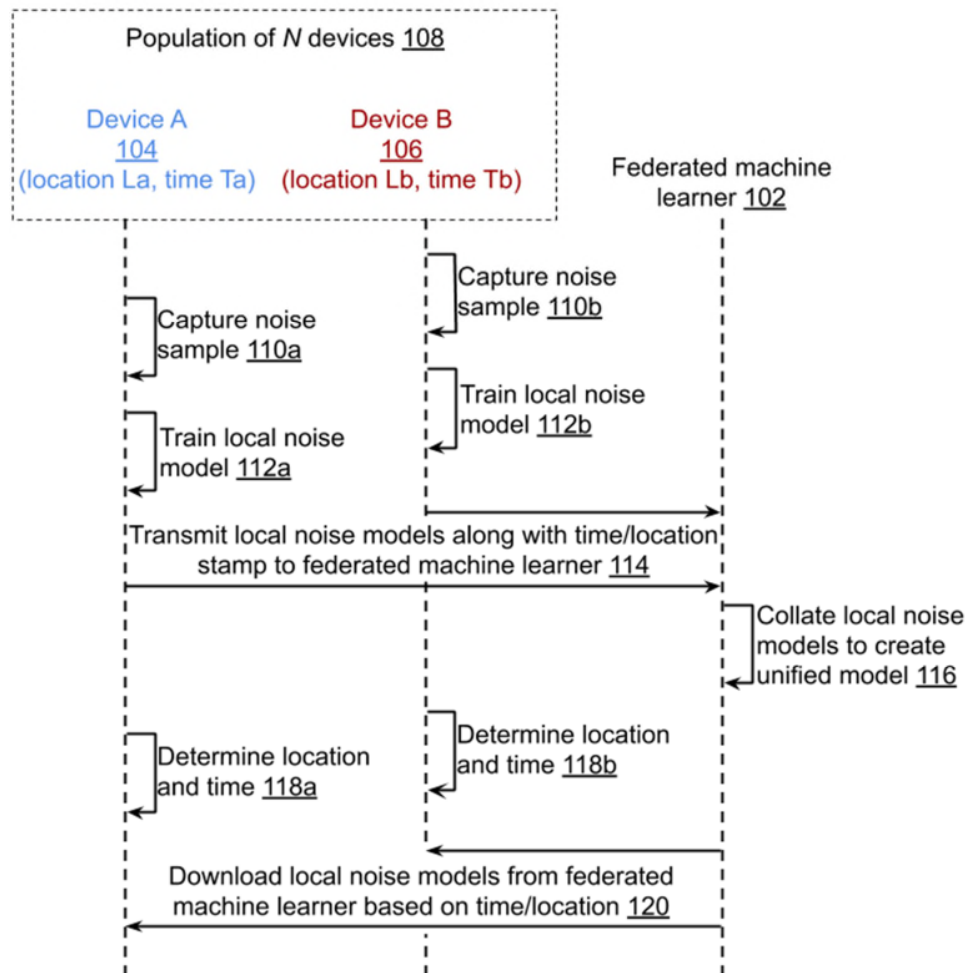 Population of N devices 108
Device A
104
(location La, time Ta)
Device B
106
(location Lb, time Tb)
Federated machine
learner 102
Capture noise
sample 110b
Capture noise
sample 110a
Train local noise
model 112b
Train local noise
model 112a
Transmit local noise models along with time/location
stamp to federated machine learner 114
Collate local noise
models to create
unified model 116
Determine location
and time 118b
Determine location
and time 118a
Download local noise models from federated
machine learner based on time/location 120